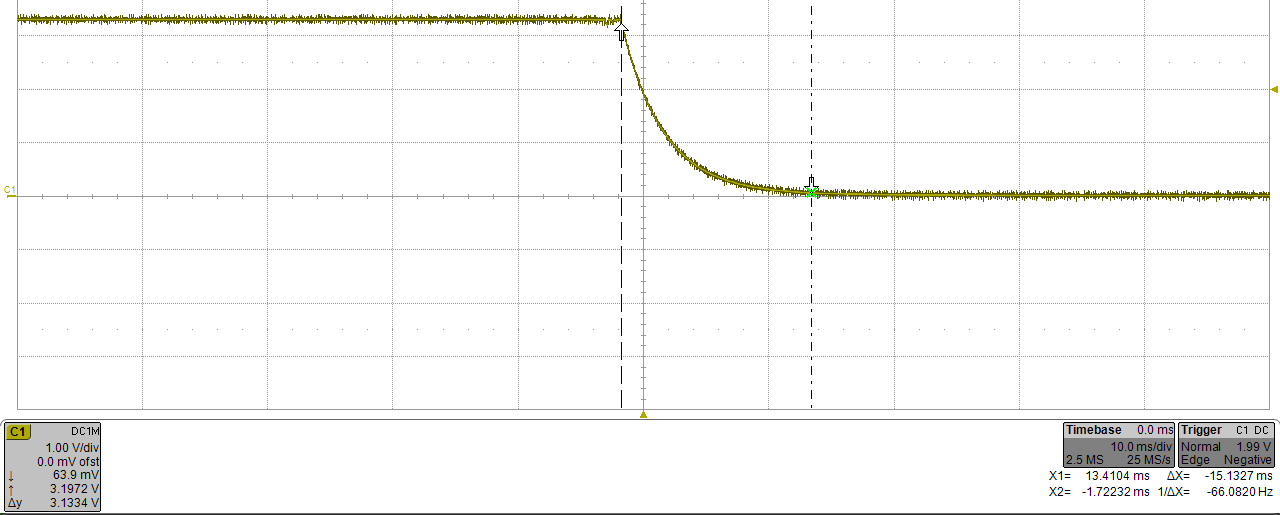 C1
C1 DC1M
1.00 V/div
0.0 mV ofst
↓ 63.9 mV
↑ 3.1972 V
Δy 3.1334 V
Timebase 0.0 ms
10.0 ms/div
2.5 MS 25 MS/s
Trigger C1 DC
Normal 1.99 V
Edge Negative
X1= 13.4104 ms ΔX= -15.1327 ms
X2= -1.72232 ms 1/ΔX= -66.0820 Hz